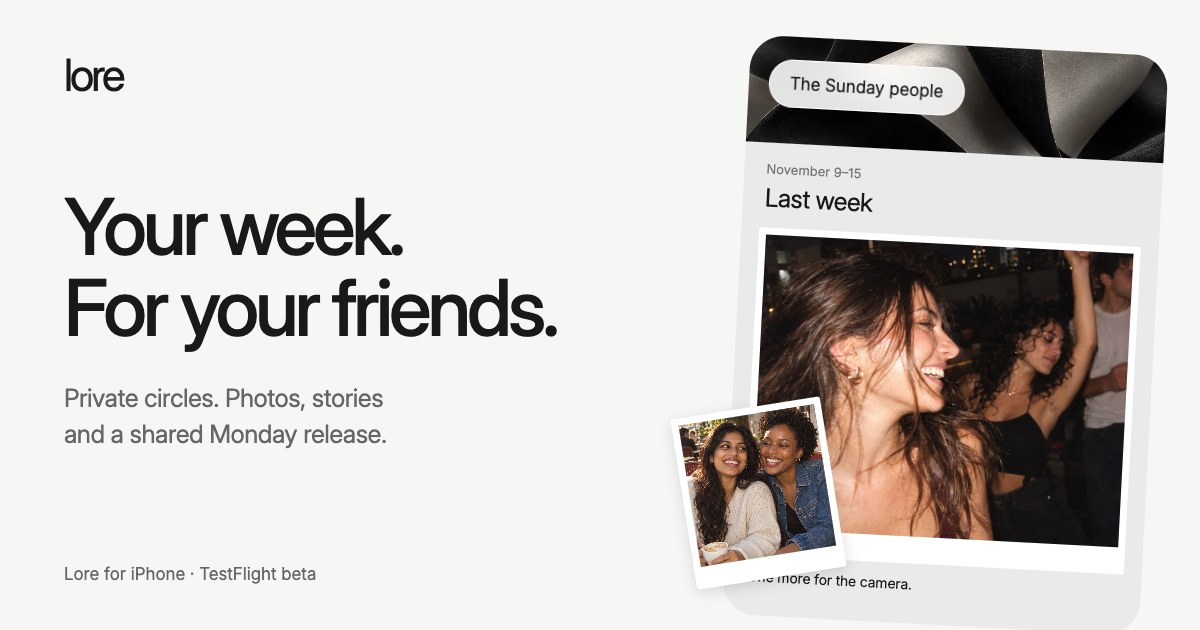 lore
Your week.
For your friends.
Private circles. Photos, stories
and a shared Monday release.
Lore for iPhone · TestFlight beta
The Sunday people
November 9–15
Last week
more for the camera.